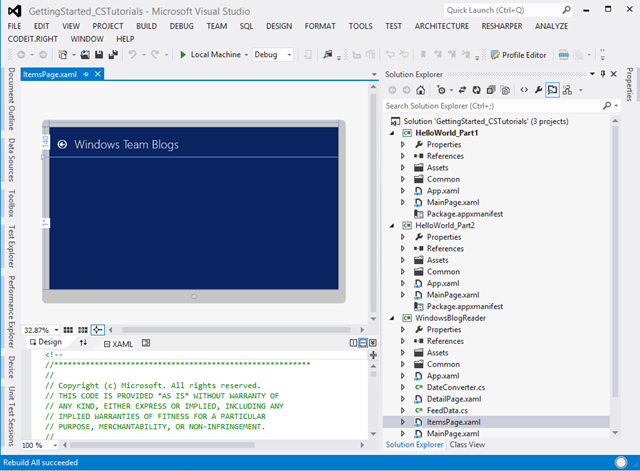 GettingStarted_CSTutorials - Microsoft Visual Studio
Quick Launch (Ctrl+Q)
FILE EDIT VIEW PROJECT BUILD DEBUG TEAM SQL DESIGN FORMAT TOOLS TEST ARCHITECTURE RESHARPER ANALYZE
CODEIT.RIGHT WINDOW HELP
Local Machine Debug Profile Editor
Document Outline
Data Sources
Toolbox
Test Explorer
Performance Explorer
Device
Unit Test Sessions
ItemsPage.xaml
140
1*
Windows Team Blogs
32.87%
Design XAML
<!--
//***********************************************************
//
// Copyright (c) Microsoft. All rights reserved.
// THIS CODE IS PROVIDED *AS IS* WITHOUT WARRANTY OF
// ANY KIND, EITHER EXPRESS OR IMPLIED, INCLUDING ANY
// IMPLIED WARRANTIES OF FITNESS FOR A PARTICULAR
// PURPOSE, MERCHANTABILITY, OR NON-INFRINGEMENT.
//
100 %
Solution Explorer
Search Solution Explorer (Ctrl+;)
Solution 'GettingStarted_CSTutorials' (3 projects)
HelloWorld_Part1
Properties
References
Assets
Common
App.xaml
MainPage.xaml
Package.appxmanifest
HelloWorld_Part2
Properties
References
Assets
Common
App.xaml
MainPage.xaml
Package.appxmanifest
WindowsBlogReader
Properties
References
Assets
Common
App.xaml
DateConverter.cs
DetailPage.xaml
FeedData.cs
ItemsPage.xaml
MainPage.xaml
Solution Explorer Class View
Properties
Rebuild All succeeded